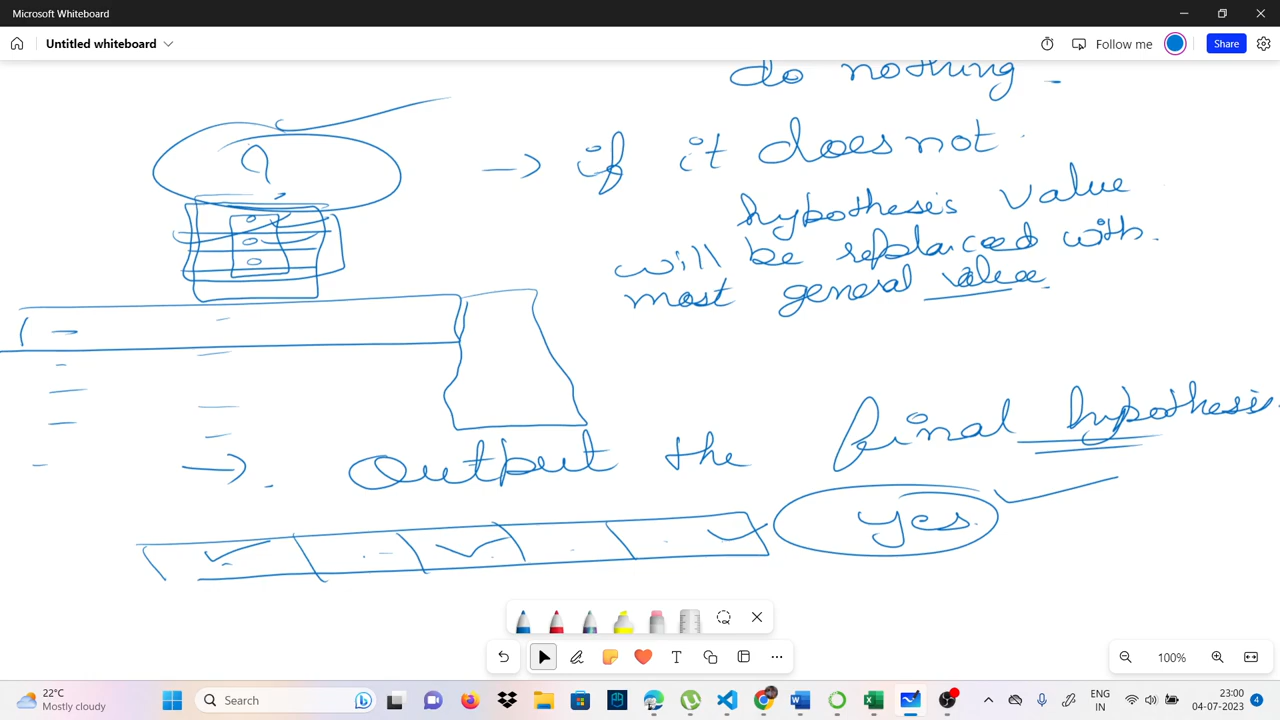 Microsoft Whiteboard
Untitled whiteboard
Follow me
Share
do nothing.
→ if it does not
hypothesis value
will be replaced with
most general value.
→ output the final hypothesis.
yes.
100%
22°C
Mostly cloudy
Search
ENG
IN
23:00
04-07-2023
4